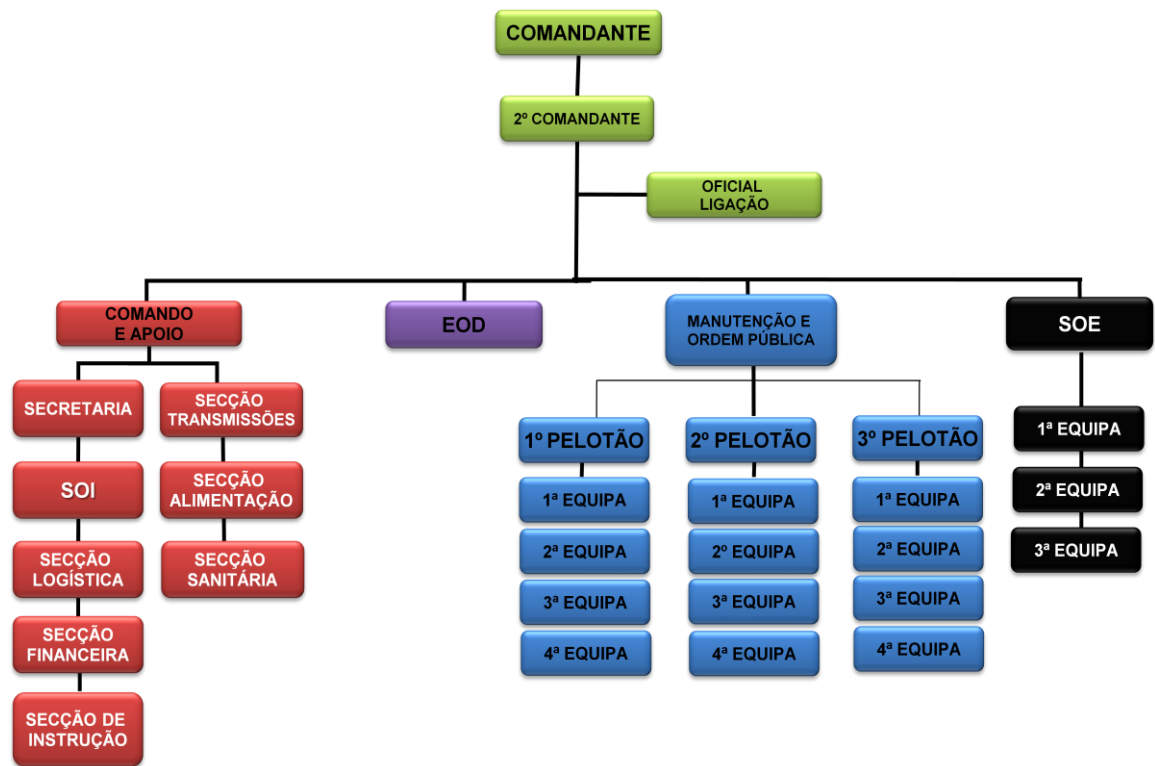 COMANDANTE
2º COMANDANTE
OFICIAL
LIGAÇÃO
COMANDO
E APOIO
EOD
MANUTENÇÃO E
ORDEM PÚBLICA
SOE
SECRETARIA
SECÇÃO
TRANSMISSÕES
SOI
SECÇÃO
ALIMENTAÇÃO
SECÇÃO
LOGÍSTICA
SECÇÃO
SANITÁRIA
SECÇÃO
FINANCEIRA
SECÇÃO DE
INSTRUÇÃO
1º PELOTÃO
1ª EQUIPA
2ª EQUIPA
3ª EQUIPA
4ª EQUIPA
2º PELOTÃO
1ª EQUIPA
2º EQUIPA
3ª EQUIPA
4ª EQUIPA
3º PELOTÃO
1ª EQUIPA
2ª EQUIPA
3ª EQUIPA
4ª EQUIPA
1ª EQUIPA
2ª EQUIPA
3ª EQUIPA